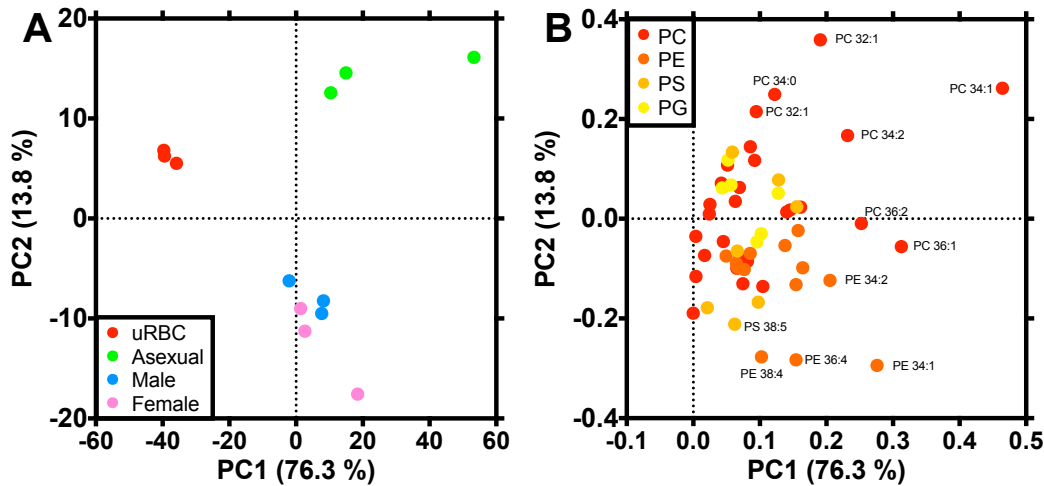 A
20
10
0
-10
-20
PC2 (13.8 %)
uRBC
Asexual
Male
Female
-60 -40 -20 0 20 40 60
PC1 (76.3 %)
B
0.4
0.2
0.0
-0.2
-0.4
PC2 (13.8 %)
PC
PE
PS
PG
PC 32:1
PC 34:0
PC 34:1
PC 32:1
PC 34:2
PC 36:2
PC 36:1
PE 34:2
PS 38:5
PE 36:4
PE 34:1
PE 38:4
-0.1 0.0 0.1 0.2 0.3 0.4 0.5
PC1 (76.3 %)